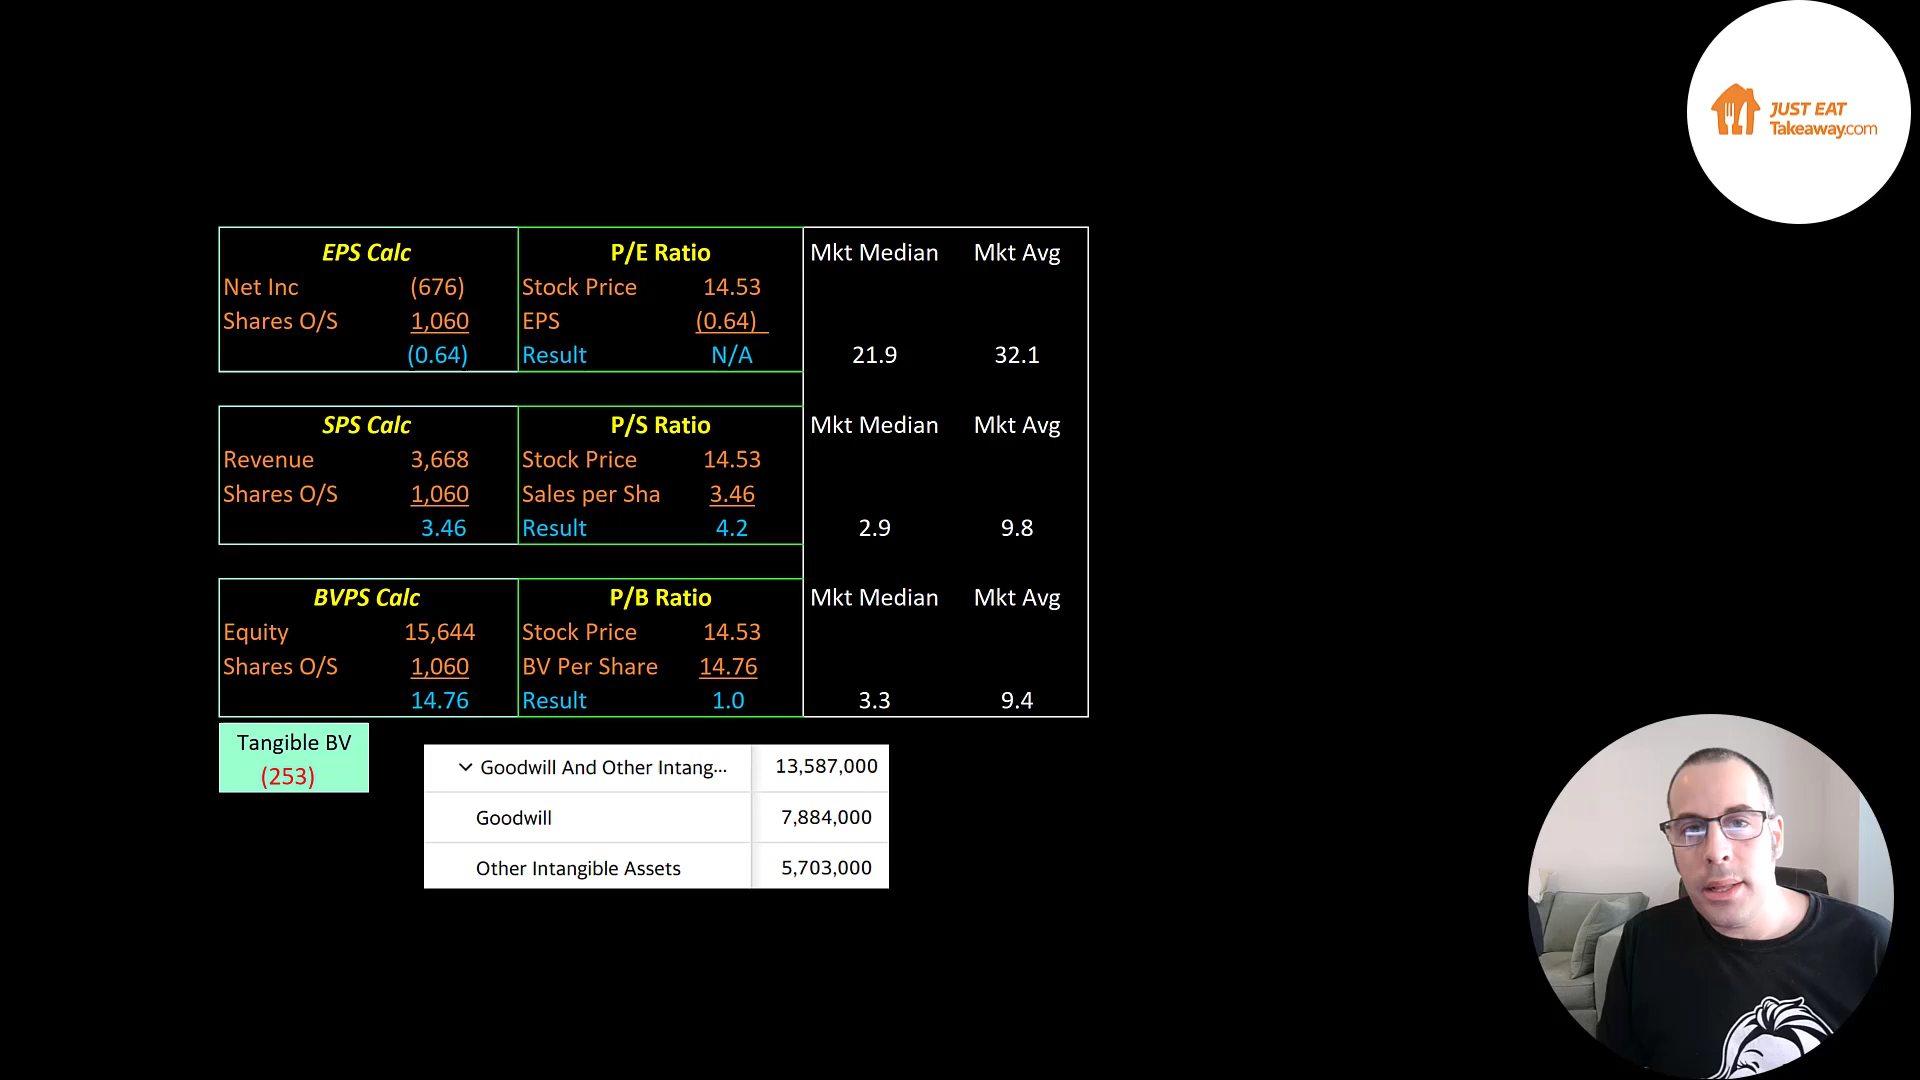 JUST EAT
Takeaway.com
EPS Calc P/E Ratio Mkt Median Mkt Avg
Net Inc (676) Stock Price 14.53
Shares O/S 1,060 EPS (0.64)
(0.64) Result N/A 21.9 32.1
SPS Calc P/S Ratio Mkt Median Mkt Avg
Revenue 3,668 Stock Price 14.53
Shares O/S 1,060 Sales per Sha 3.46
3.46 Result 4.2 2.9 9.8
BVPS Calc P/B Ratio Mkt Median Mkt Avg
Equity 15,644 Stock Price 14.53
Shares O/S 1,060 BV Per Share 14.76
14.76 Result 1.0 3.3 9.4
Tangible BV
(253)
Goodwill And Other Intang... 13,587,000
Goodwill 7,884,000
Other Intangible Assets 5,703,000